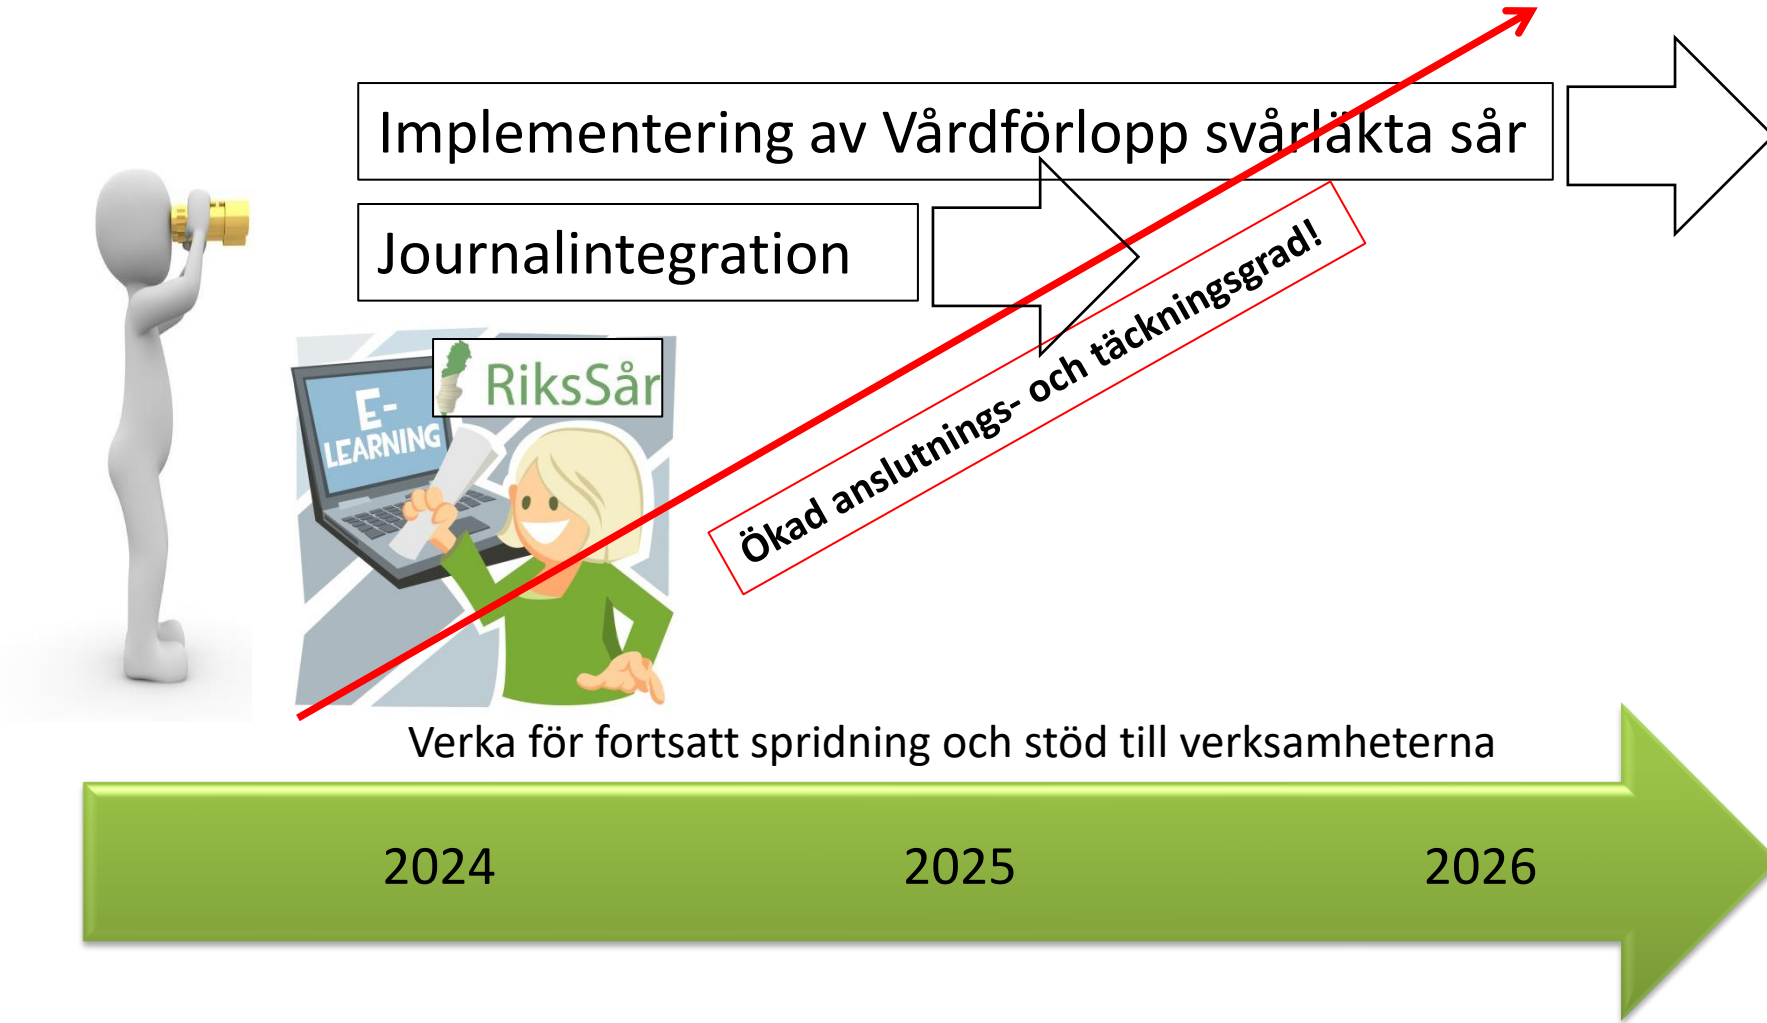 Implementering av Vårdförlopp svårläkta sår
Journalintegration
RiksSår
E-
LEARNING
Ökad anslutnings- och täckningsgrad!
Verka för fortsatt spridning och stöd till verksamheterna
2024
2025
2026